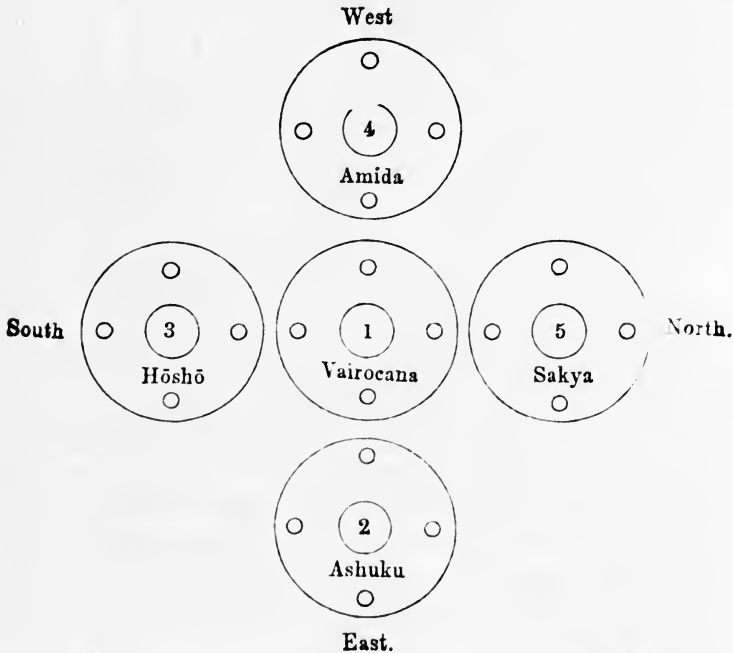 West
4
Amida
South 3 1 5 North.
Hōshō Vairocana Sakya
2
Ashuku
East.